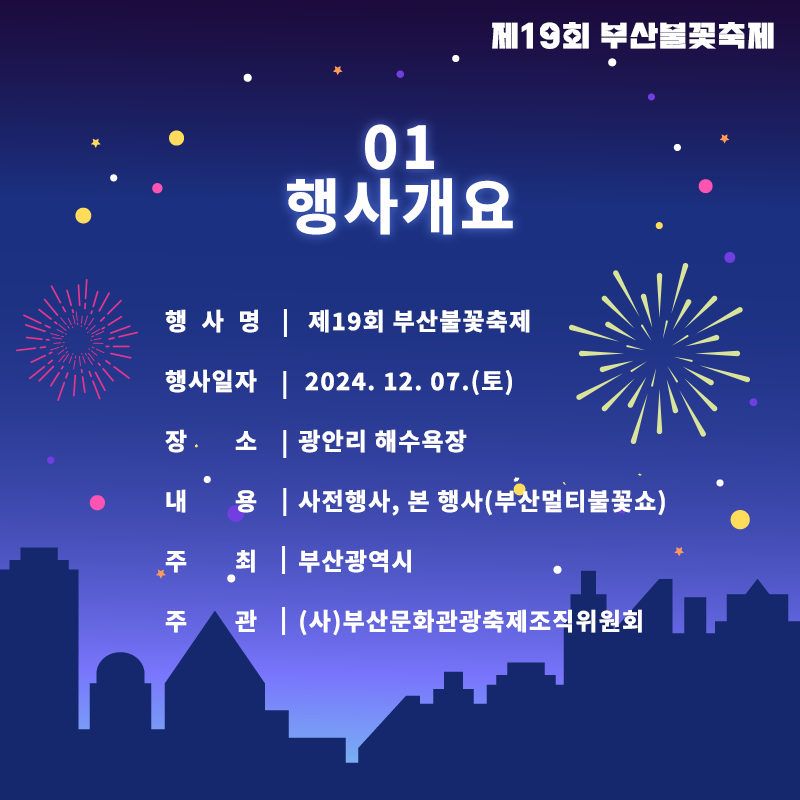 제19회 부산불꽃축제
01
행사개요
행 사 명 | 제19회 부산불꽃축제
행사일자 | 2024. 12. 07.(토)
장 소 | 광안리 해수욕장
내 용 | 사전행사, 본 행사(부산멀티불꽃쇼)
주 최 | 부산광역시
주 관 | (사)부산문화관광축제조직위원회